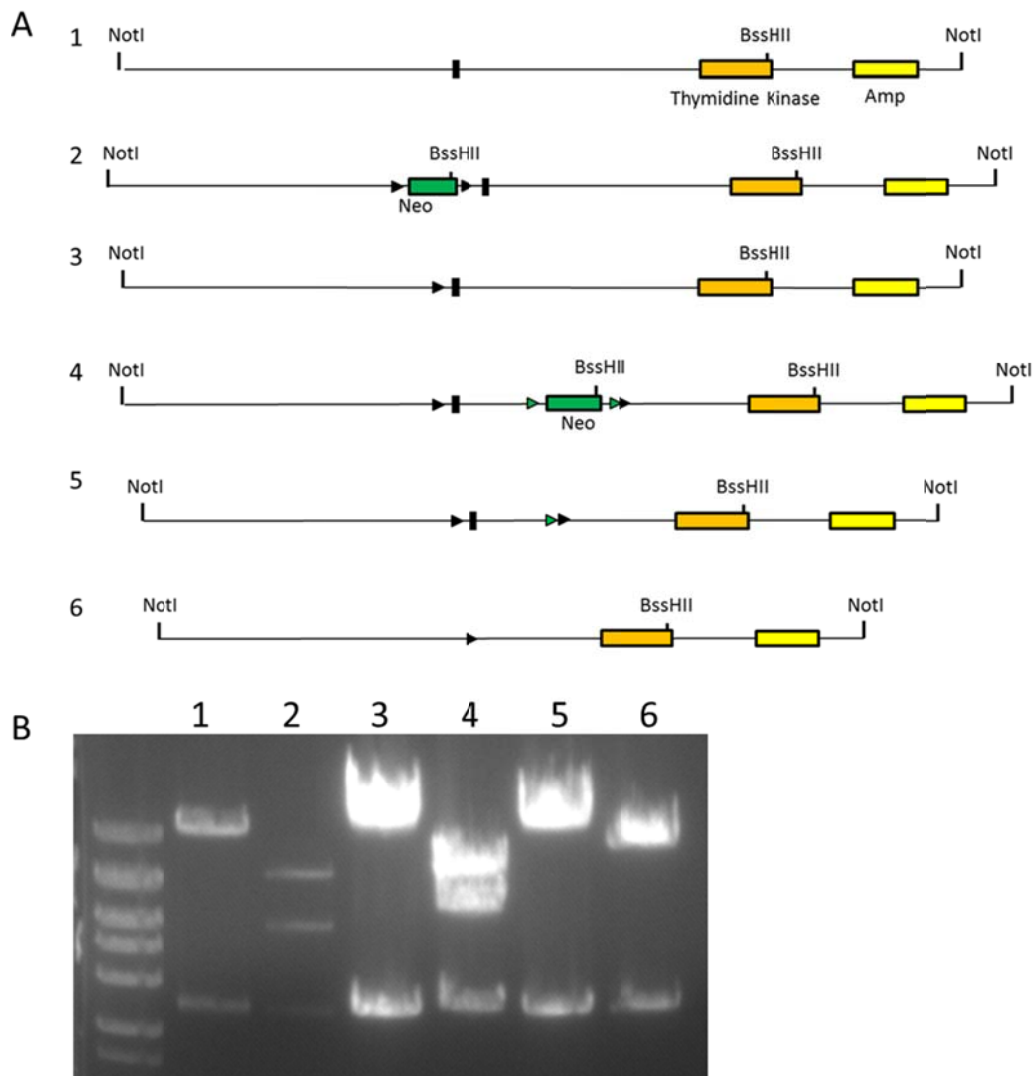 A
1 NotI BssHII NotI
Thymidine Kinase Amp
2 NotI BssHII BssHII NotI
Neo
3 NotI BssHII NotI
4 NotI BssHII BssHII NotI
Neo
5 NotI BssHII NotI
6 NotI BssHII NotI
B
1 2 3 4 5 6